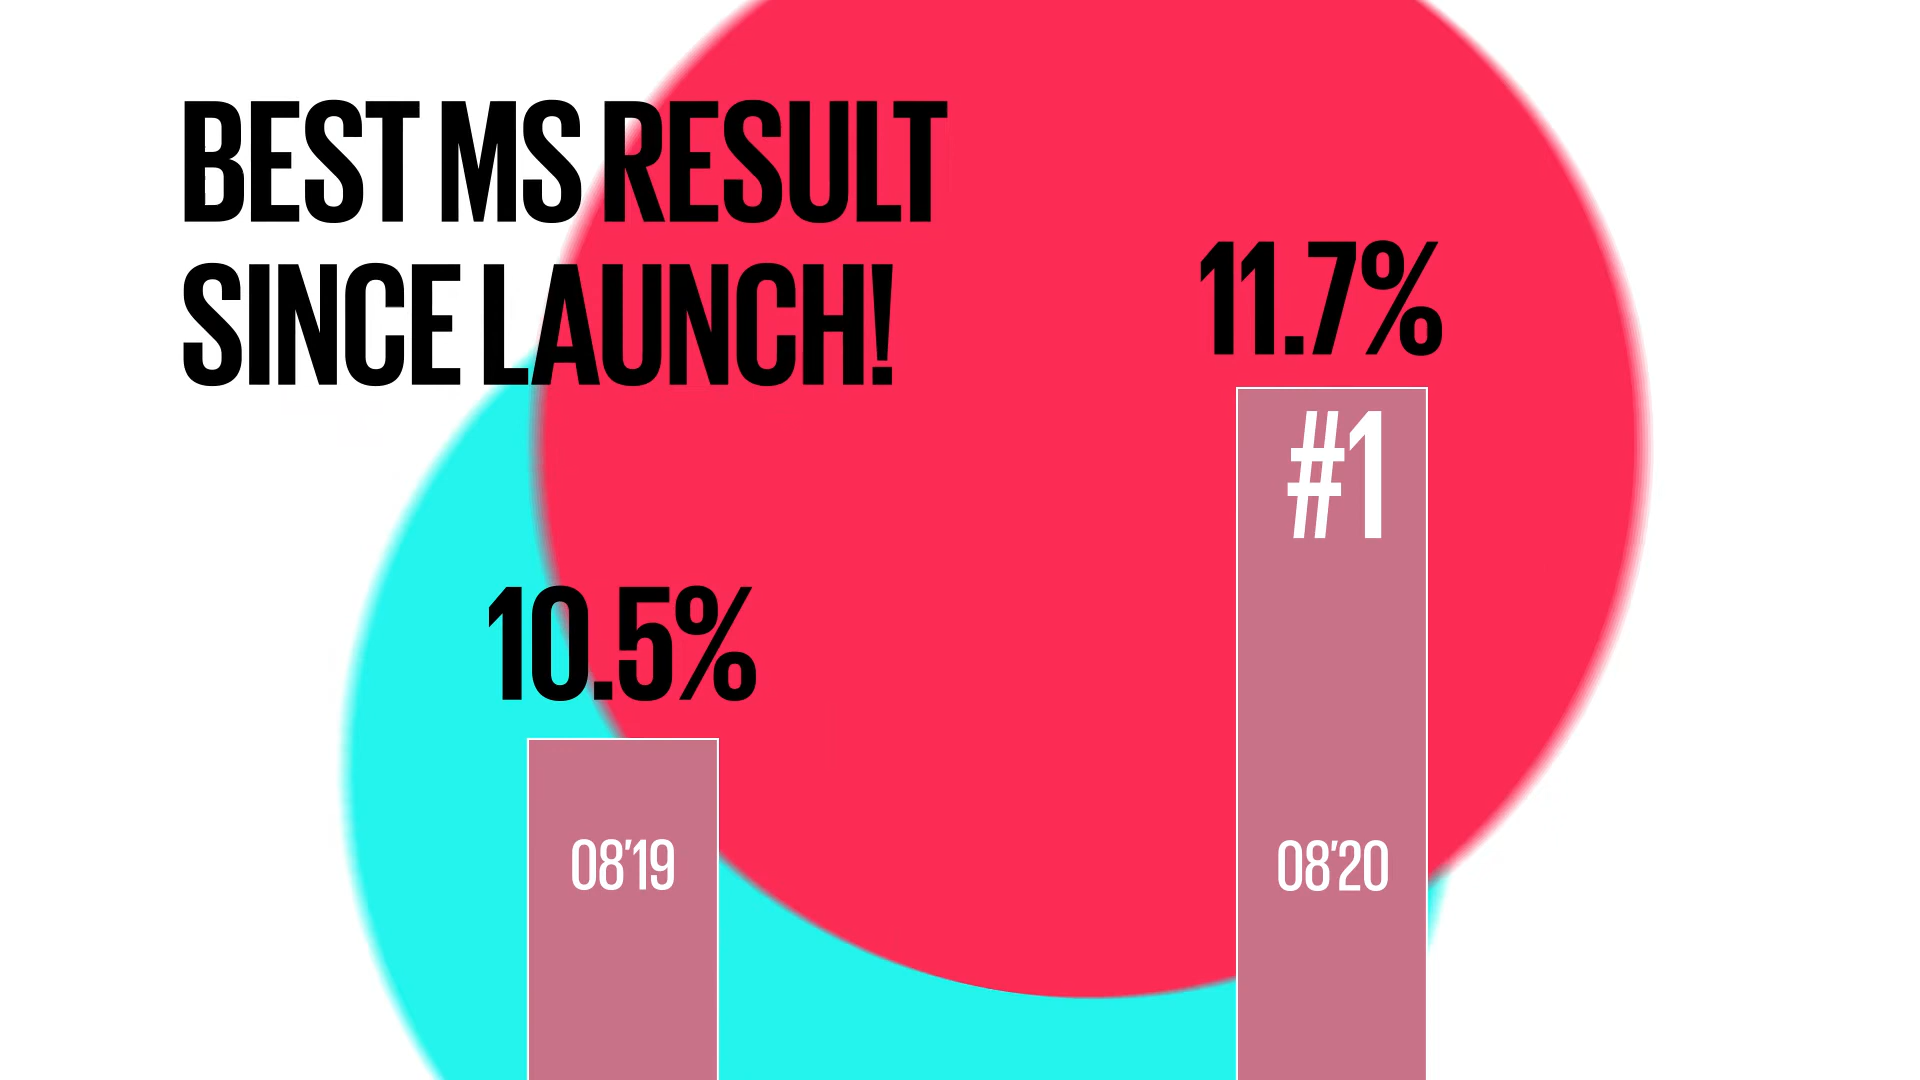 BEST MS RESULT
SINCE LAUNCH!
11.7%
#1
10.5%
08'19
08'20